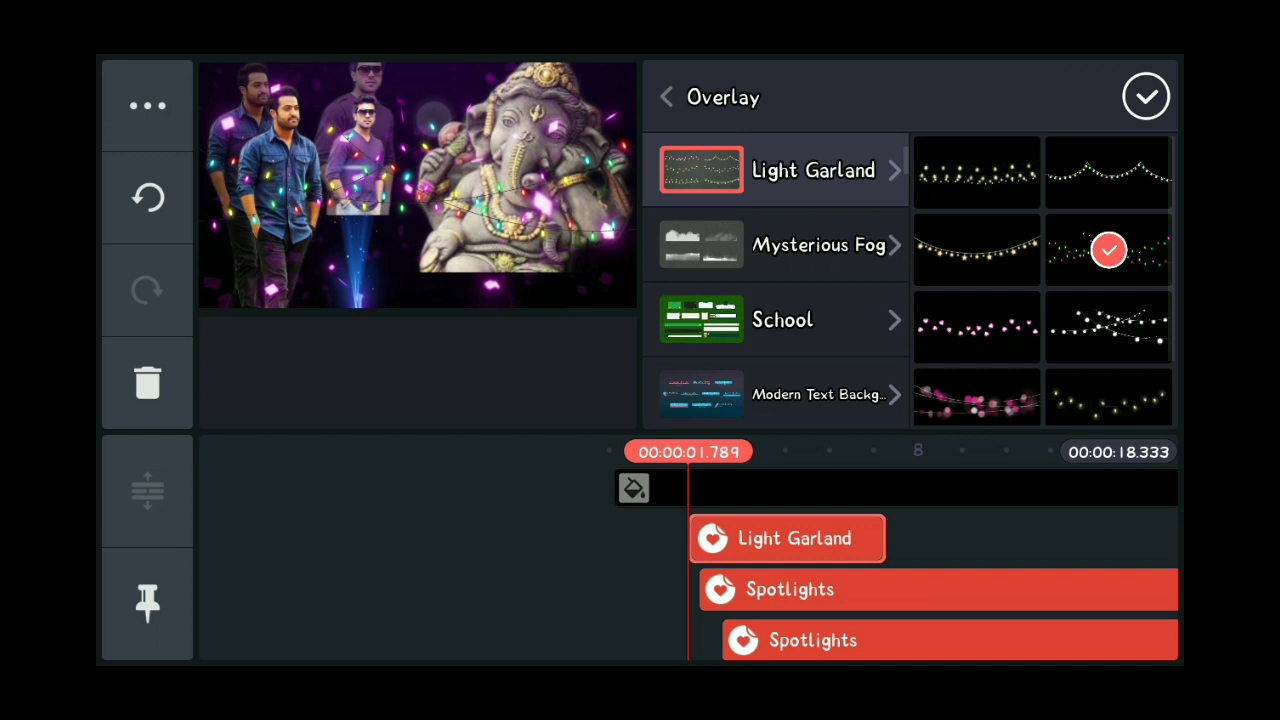 Overlay
Light Garland
Mysterious Fog
School
Modern Text Backg...
00:00:01.789
8
00:00:18.333
Light Garland
Spotlights
Spotlights